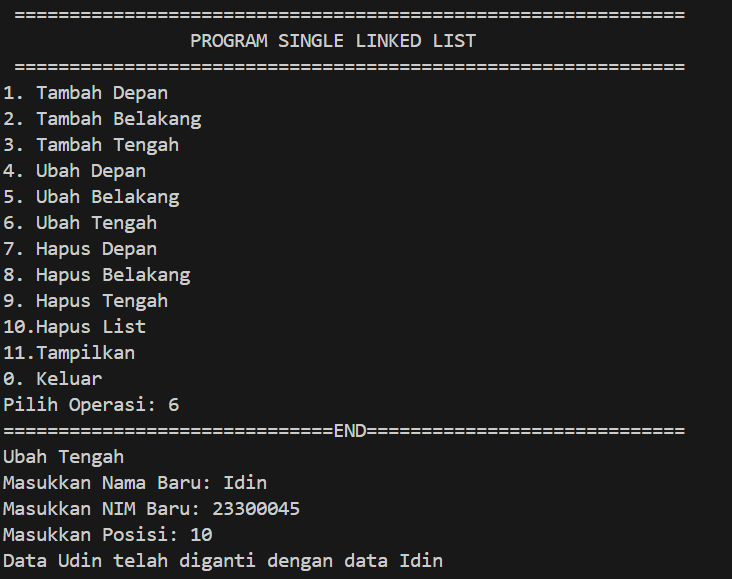 =============================================================
PROGRAM SINGLE LINKED LIST
=============================================================
1. Tambah Depan
2. Tambah Belakang
3. Tambah Tengah
4. Ubah Depan
5. Ubah Belakang
6. Ubah Tengah
7. Hapus Depan
8. Hapus Belakang
9. Hapus Tengah
10.Hapus List
11.Tampilkan
0. Keluar
Pilih Operasi: 6
==============================END=============================
Ubah Tengah
Masukkan Nama Baru: Idin
Masukkan NIM Baru: 23300045
Masukkan Posisi: 10
Data Udin telah diganti dengan data Idin